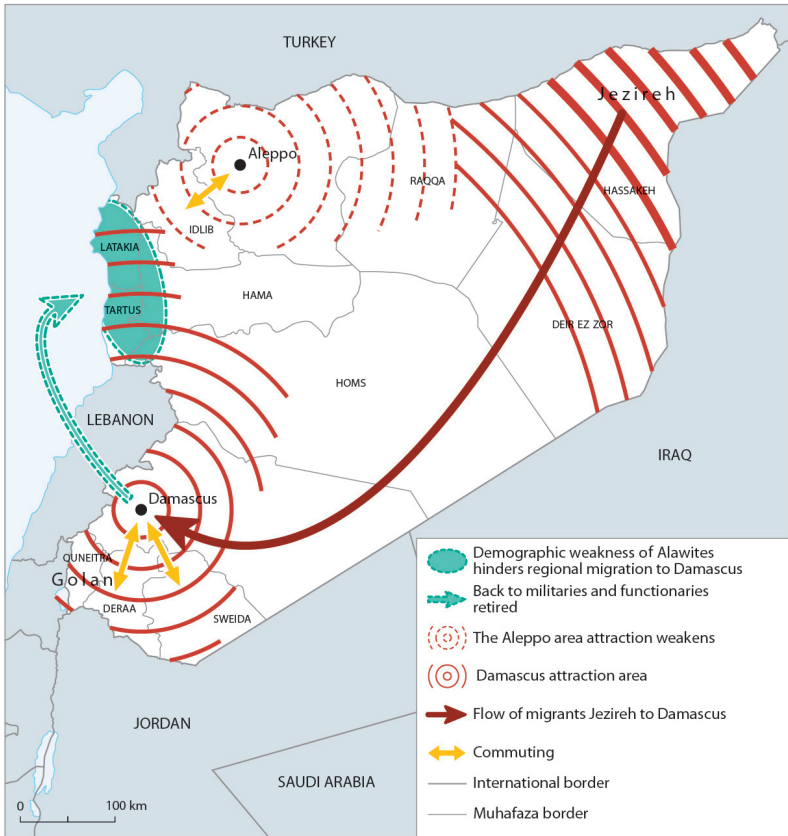 TURKEY
Jezireh
Aleppo
RAQQA
HASSAKEH
IDLIB
LATAKIA
HAMA
TARTUS
DEIR EZ ZOR
HOMS
LEBANON
IRAQ
Damascus
QUNEITRA
Golan
DERAA
SWEIDA
JORDAN
SAUDI ARABIA
0 100 km
Demographic weakness of Alawites
hinders regional migration to Damascus
Back to militaries and functionaries
retired
The Aleppo area attraction weakens
Damascus attraction area
Flow of migrants Jezireh to Damascus
Commuting
International border
Muhafaza border